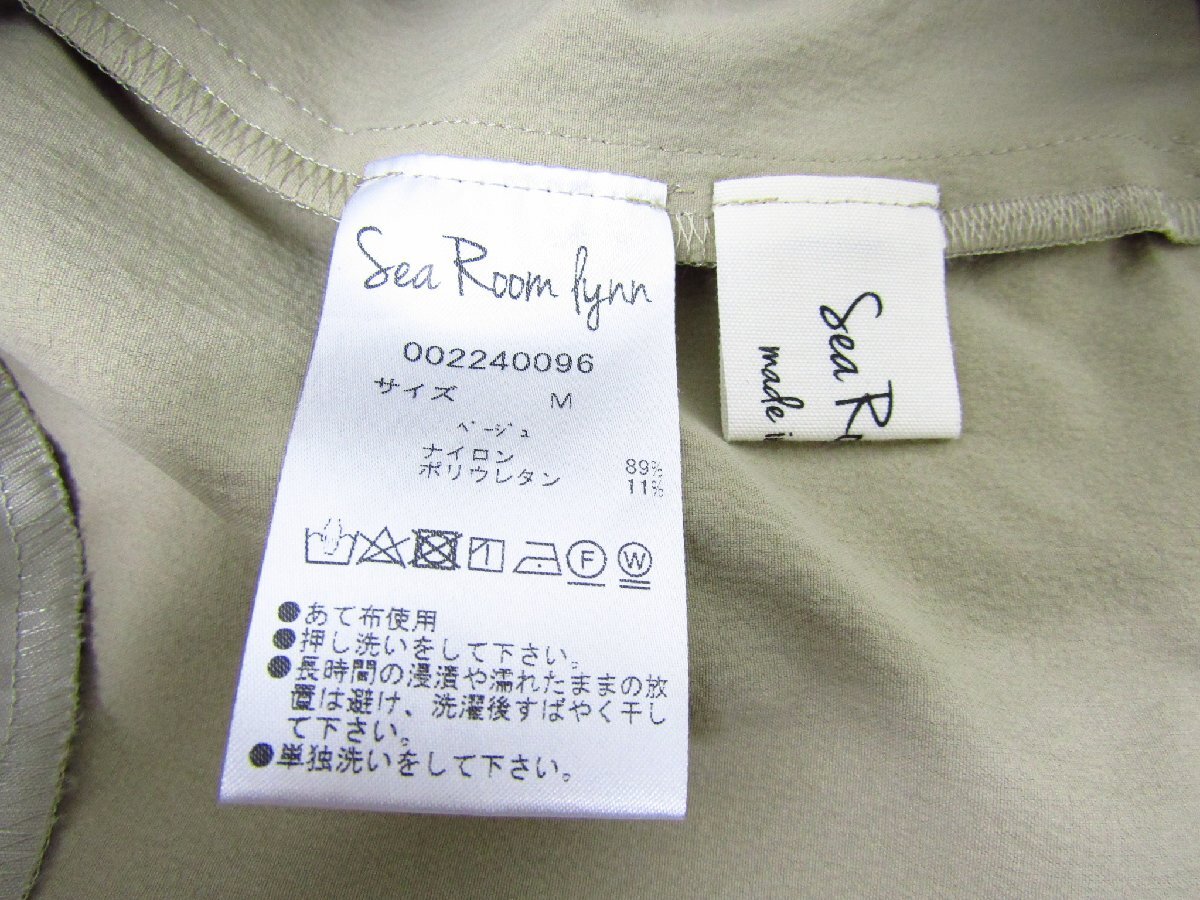 Sea Room lynn
002240096
サイズ M
ベージュ
ナイロン 89%
ポリウレタン 11%
1 F W
●あて布使用
●押し洗いをして下さい。
●長時間の浸漬や濡れたままの放
置は避け、洗濯後すばやく干し
て下さい。
●単独洗いをして下さい。
Sea
made